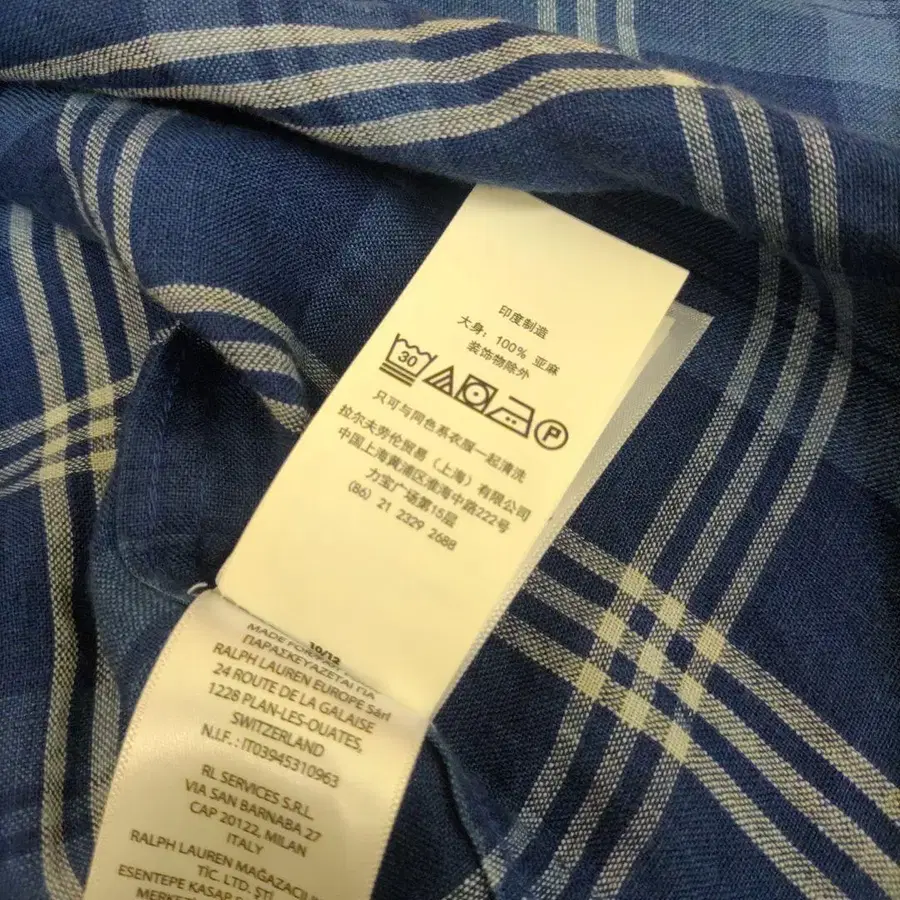 印度制造
大身: 100% 亚麻
装饰物除外
30
P
只可与同色系衣服一起清洗
拉尔夫劳伦贸易（上海）有限公司
中国上海黄浦区淮海中路222号
力宝广场第15层
(86) 21 2329 2688
10/12
MADE FOR
ΠΑΡΑΣΚΕΥΑΖΕΤΑΙ ΓΙΑ
RALPH LAUREN EUROPE Sàrl
24 ROUTE DE LA GALAISE
1228 PLAN-LES-OUATES,
SWITZERLAND
N.I.F.: IT03945310963
RL SERVICES S.R.L
VIA SAN BARNABA 27
CAP 20122, MILAN
ITALY
RALPH LAUREN MAĞAZACIL
TİC. LTD. ŞTİ
ESENTEPE KASAP
MERKEZ